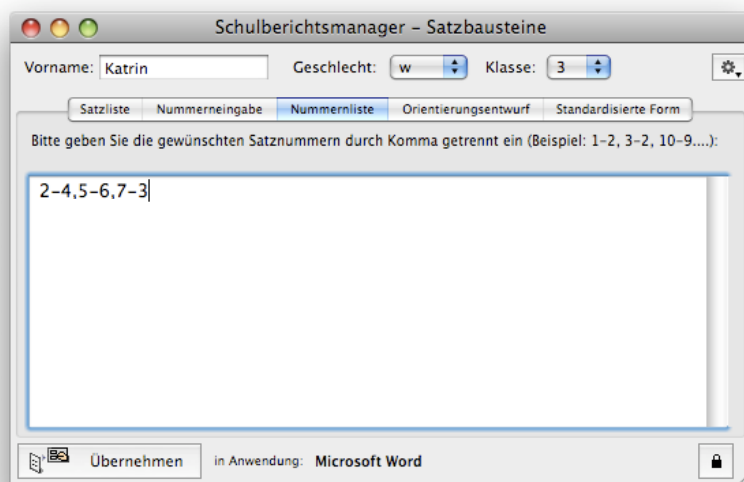 Schulberichtsmanager – Satzbausteine
Vorname: Katrin Geschlecht: w Klasse: 3
Satzliste Nummerneingabe Nummernliste Orientierungsentwurf Standardisierte Form
Bitte geben Sie die gewünschten Satznummern durch Komma getrennt ein (Beispiel: 1-2, 3-2, 10-9....):
2-4,5-6,7-3
Übernehmen in Anwendung: Microsoft Word